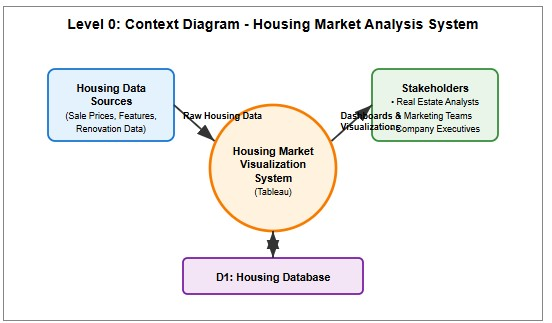 Level 0: Context Diagram - Housing Market Analysis System
Housing Data
Sources
(Sale Prices, Features,
Renovation Data)
Raw Housing Data
Housing Market
Visualization
System
(Tableau)
Dashboards &
Visualizations
Stakeholders
• Real Estate Analysts
Marketing Teams
Company Executives
D1: Housing Database